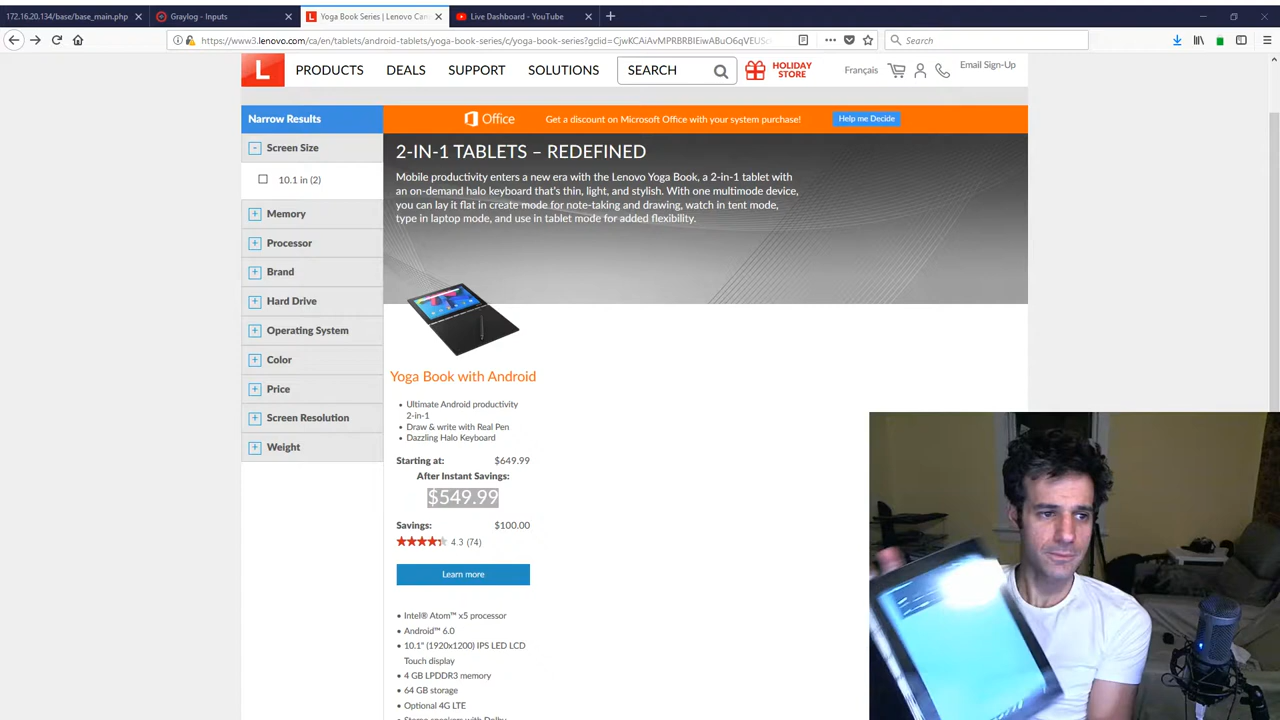 172.16.20.134/base/base_main.php
Graylog - Inputs
Yoga Book Series | Lenovo Can
Live Dashboard - YouTube
https://www3.lenovo.com/ca/en/tablets/android-tablets/yoga-book-series/c/yoga-book-series?gclid=CjwKCAiAvMPRBRBIEiwABuO6qVEUS
Search
L
PRODUCTS
DEALS
SUPPORT
SOLUTIONS
SEARCH
HOLIDAY
STORE
Français
Email Sign-Up
Narrow Results
Office
Get a discount on Microsoft Office with your system purchase!
Help me Decide
Screen Size
10.1 in (2)
Memory
Processor
Brand
Hard Drive
Operating System
Color
Price
Screen Resolution
Weight
2-IN-1 TABLETS – REDEFINED
Mobile productivity enters a new era with the Lenovo Yoga Book, a 2-in-1 tablet with
an on-demand halo keyboard that's thin, light, and stylish. With one multimode device,
you can lay it flat in create mode for note-taking and drawing, watch in tent mode,
type in laptop mode, and use in tablet mode for added flexibility.
Yoga Book with Android
• Ultimate Android productivity
2-in-1
• Draw & write with Real Pen
• Dazzling Halo Keyboard
Starting at: $649.99
After Instant Savings:
$549.99
Savings: $100.00
4.3 (74)
Learn more
• Intel® Atom™ x5 processor
• Android™ 6.0
• 10.1" (1920x1200) IPS LED LCD
Touch display
• 4 GB LPDDR3 memory
• 64 GB storage
• Optional 4G LTE
• Stereo speakers with Dolby